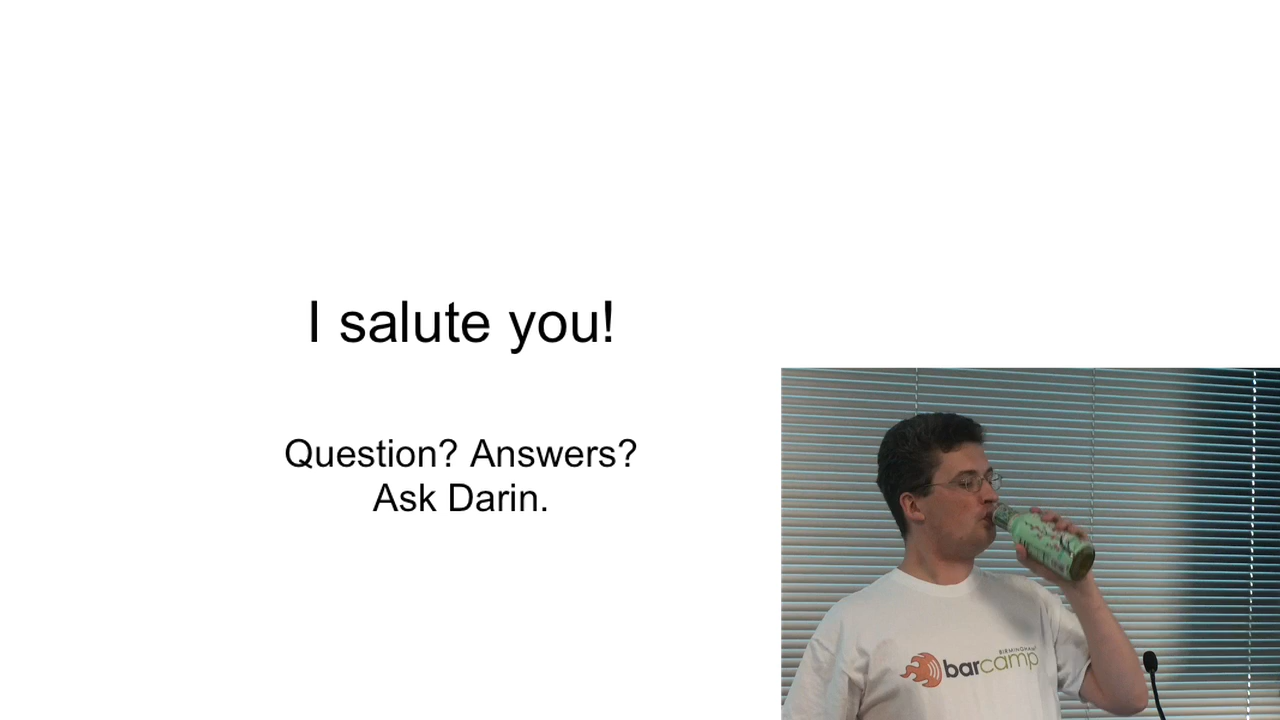 I salute you!
Question? Answers?
Ask Darin.
BIRMINGHAM
barcamp